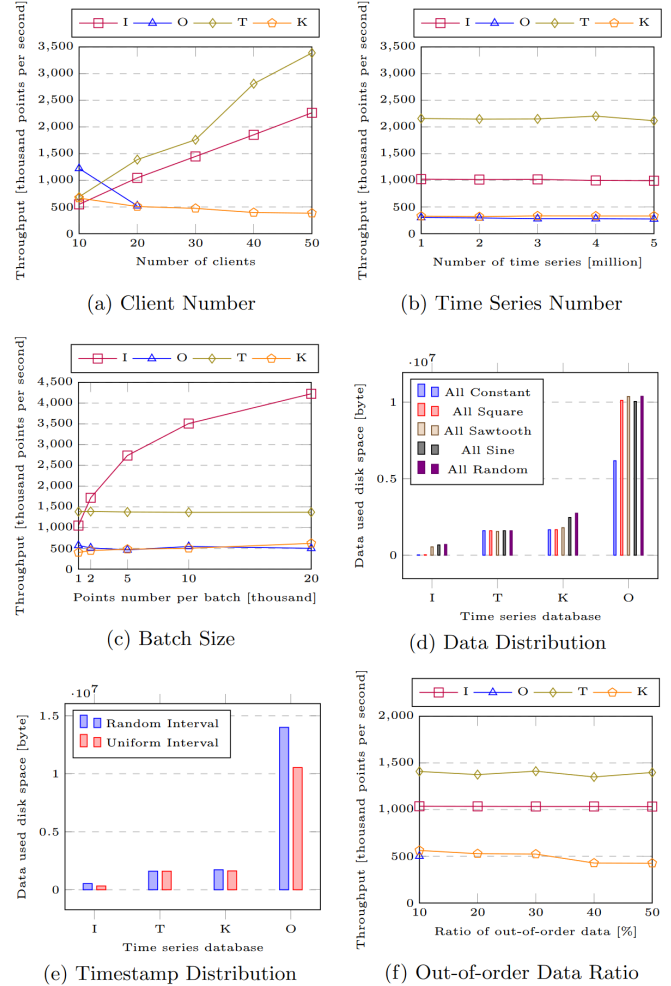 I O T K
Throughput [thousand points per second]
3,500
3,000
2,500
2,000
1,500
1,000
500
0
10 20 30 40 50
Number of clients
(a) Client Number
I O T K
Throughput [thousand points per second]
3,500
3,000
2,500
2,000
1,500
1,000
500
0
1 2 3 4 5
Number of time series [million]
(b) Time Series Number
I O T K
Throughput [thousand points per second]
4,500
4,000
3,500
3,000
2,500
2,000
1,500
1,000
500
0
1 2 5 10 20
Points number per batch [thousand]
(c) Batch Size
·10^7
Data used disk space [byte]
1
0.5
0
All Constant
All Square
All Sawtooth
All Sine
All Random
I T K O
Time series database
(d) Data Distribution
·10^7
Data used disk space [byte]
1.5
1
0.5
0
Random Interval
Uniform Interval
I T K O
Time series database
(e) Timestamp Distribution
I O T K
Throughput [thousand points per second]
2,000
1,500
1,000
500
0
10 20 30 40 50
Ratio of out-of-order data [%]
(f) Out-of-order Data Ratio